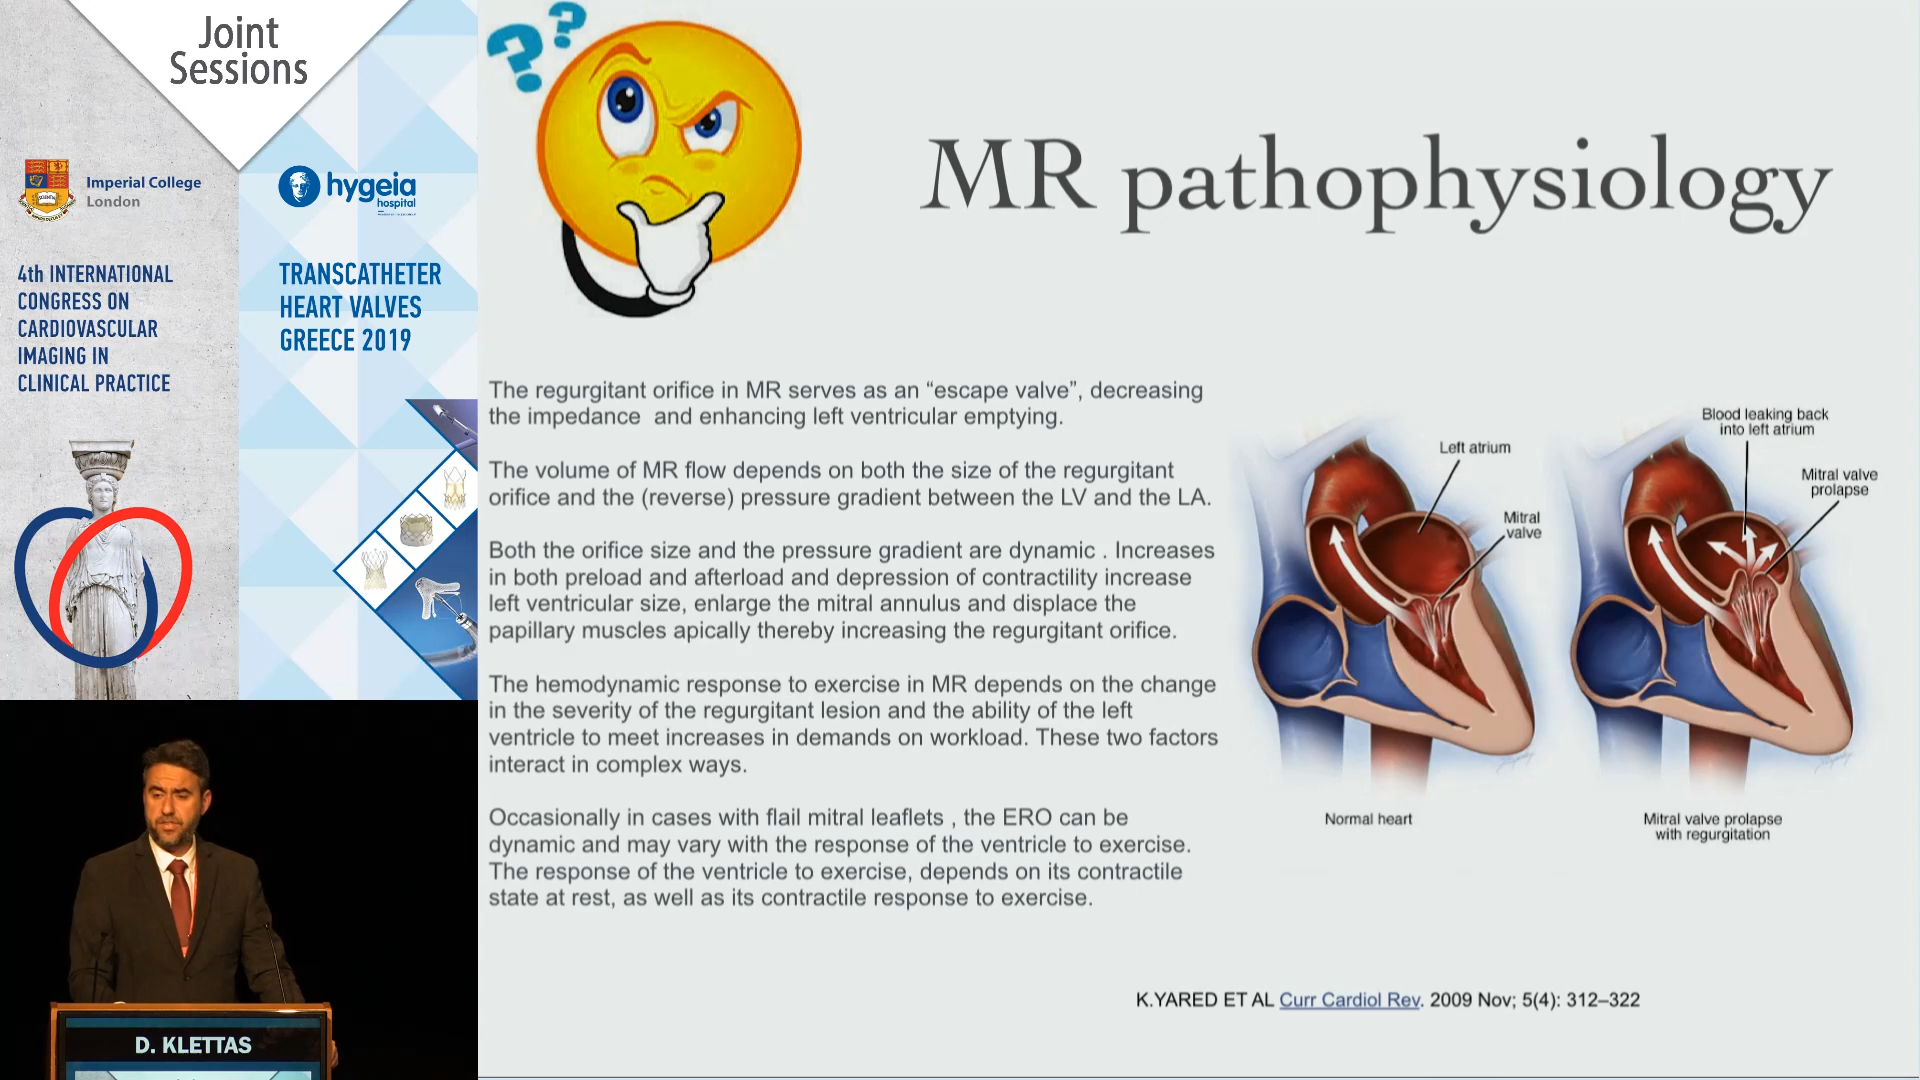 Joint
Sessions
Imperial College
London
hygeia
hospital
4th INTERNATIONAL
CONGRESS ON
CARDIOVASCULAR
IMAGING IN
CLINICAL PRACTICE
TRANSCATHETER
HEART VALVES
GREECE 2019
D. KLETTAS
? ?
MR pathophysiology
The regurgitant orifice in MR serves as an “escape valve”, decreasing
the impedance and enhancing left ventricular emptying.
The volume of MR flow depends on both the size of the regurgitant
orifice and the (reverse) pressure gradient between the LV and the LA.
Both the orifice size and the pressure gradient are dynamic . Increases
in both preload and afterload and depression of contractility increase
left ventricular size, enlarge the mitral annulus and displace the
papillary muscles apically thereby increasing the regurgitant orifice.
The hemodynamic response to exercise in MR depends on the change
in the severity of the regurgitant lesion and the ability of the left
ventricle to meet increases in demands on workload. These two factors
interact in complex ways.
Occasionally in cases with flail mitral leaflets , the ERO can be
dynamic and may vary with the response of the ventricle to exercise.
The response of the ventricle to exercise, depends on its contractile
state at rest, as well as its contractile response to exercise.
Left atrium
Mitral
valve
Normal heart
Blood leaking back
into left atrium
Mitral valve
prolapse
Mitral valve prolapse
with regurgitation
K.YARED ET AL Curr Cardiol Rev. 2009 Nov; 5(4): 312–322